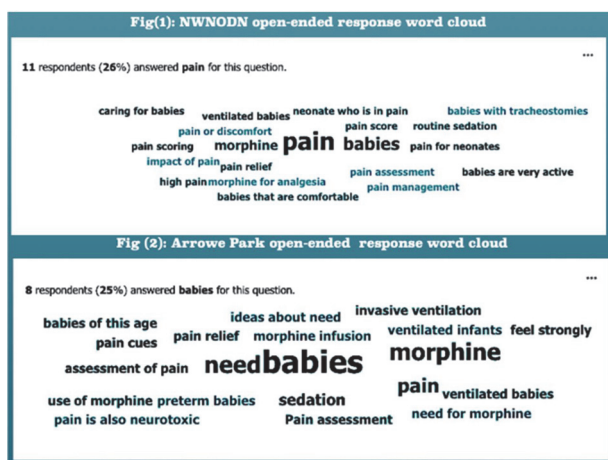 Fig(1): NWNODN open-ended response word cloud
...
11 respondents (26%) answered pain for this question.
caring for babies ventilated babies neonate who is in pain babies with tracheostomies
pain or discomfort pain score routine sedation
pain scoring morphine pain babies pain for neonates
impact of pain pain relief pain assessment babies are very active
high pain morphine for analgesia pain management
babies that are comfortable
Fig (2): Arrowe Park open-ended response word cloud
...
8 respondents (25%) answered babies for this question.
babies of this age ideas about need invasive ventilation
pain cues pain relief morphine infusion ventilated infants feel strongly
assessment of pain need babies morphine
use of morphine preterm babies sedation pain ventilated babies
pain is also neurotoxic Pain assessment need for morphine